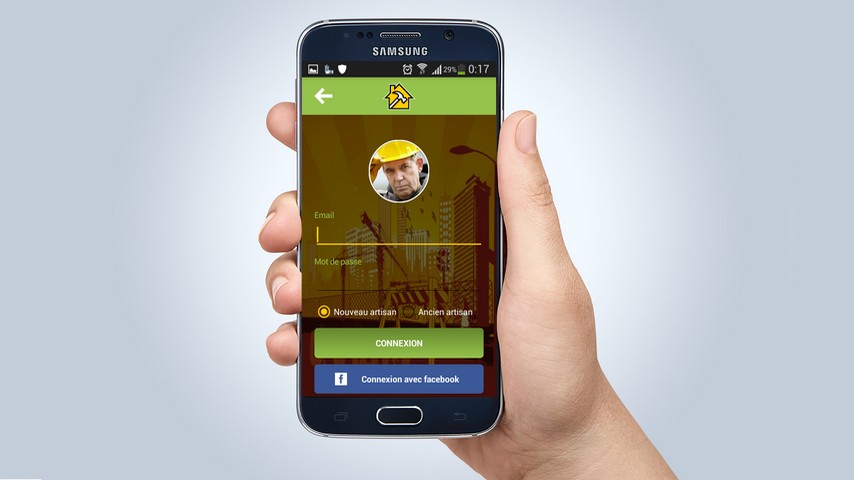 SAMSUNG
29% 0:17
Email
Mot de passe
Nouveau artisan Ancien artisan
CONNEXION
f Connexion avec facebook